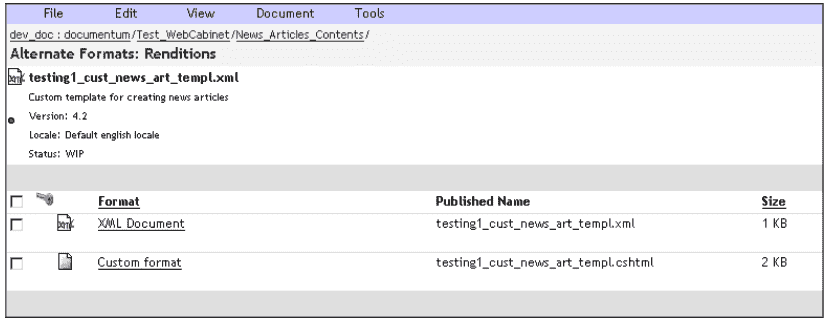 File Edit View Document Tools
dev_doc : documentum/Test_WebCabinet/News_Articles_Contents/
Alternate Formats: Renditions
testing1_cust_news_art_templ.xml
Custom template for creating news articles
Version: 4.2
Locale: Default english locale
Status: WIP
Format Published Name Size
XML Document testing1_cust_news_art_templ.xml 1 KB
Custom format testing1_cust_news_art_templ.cshtml 2 KB